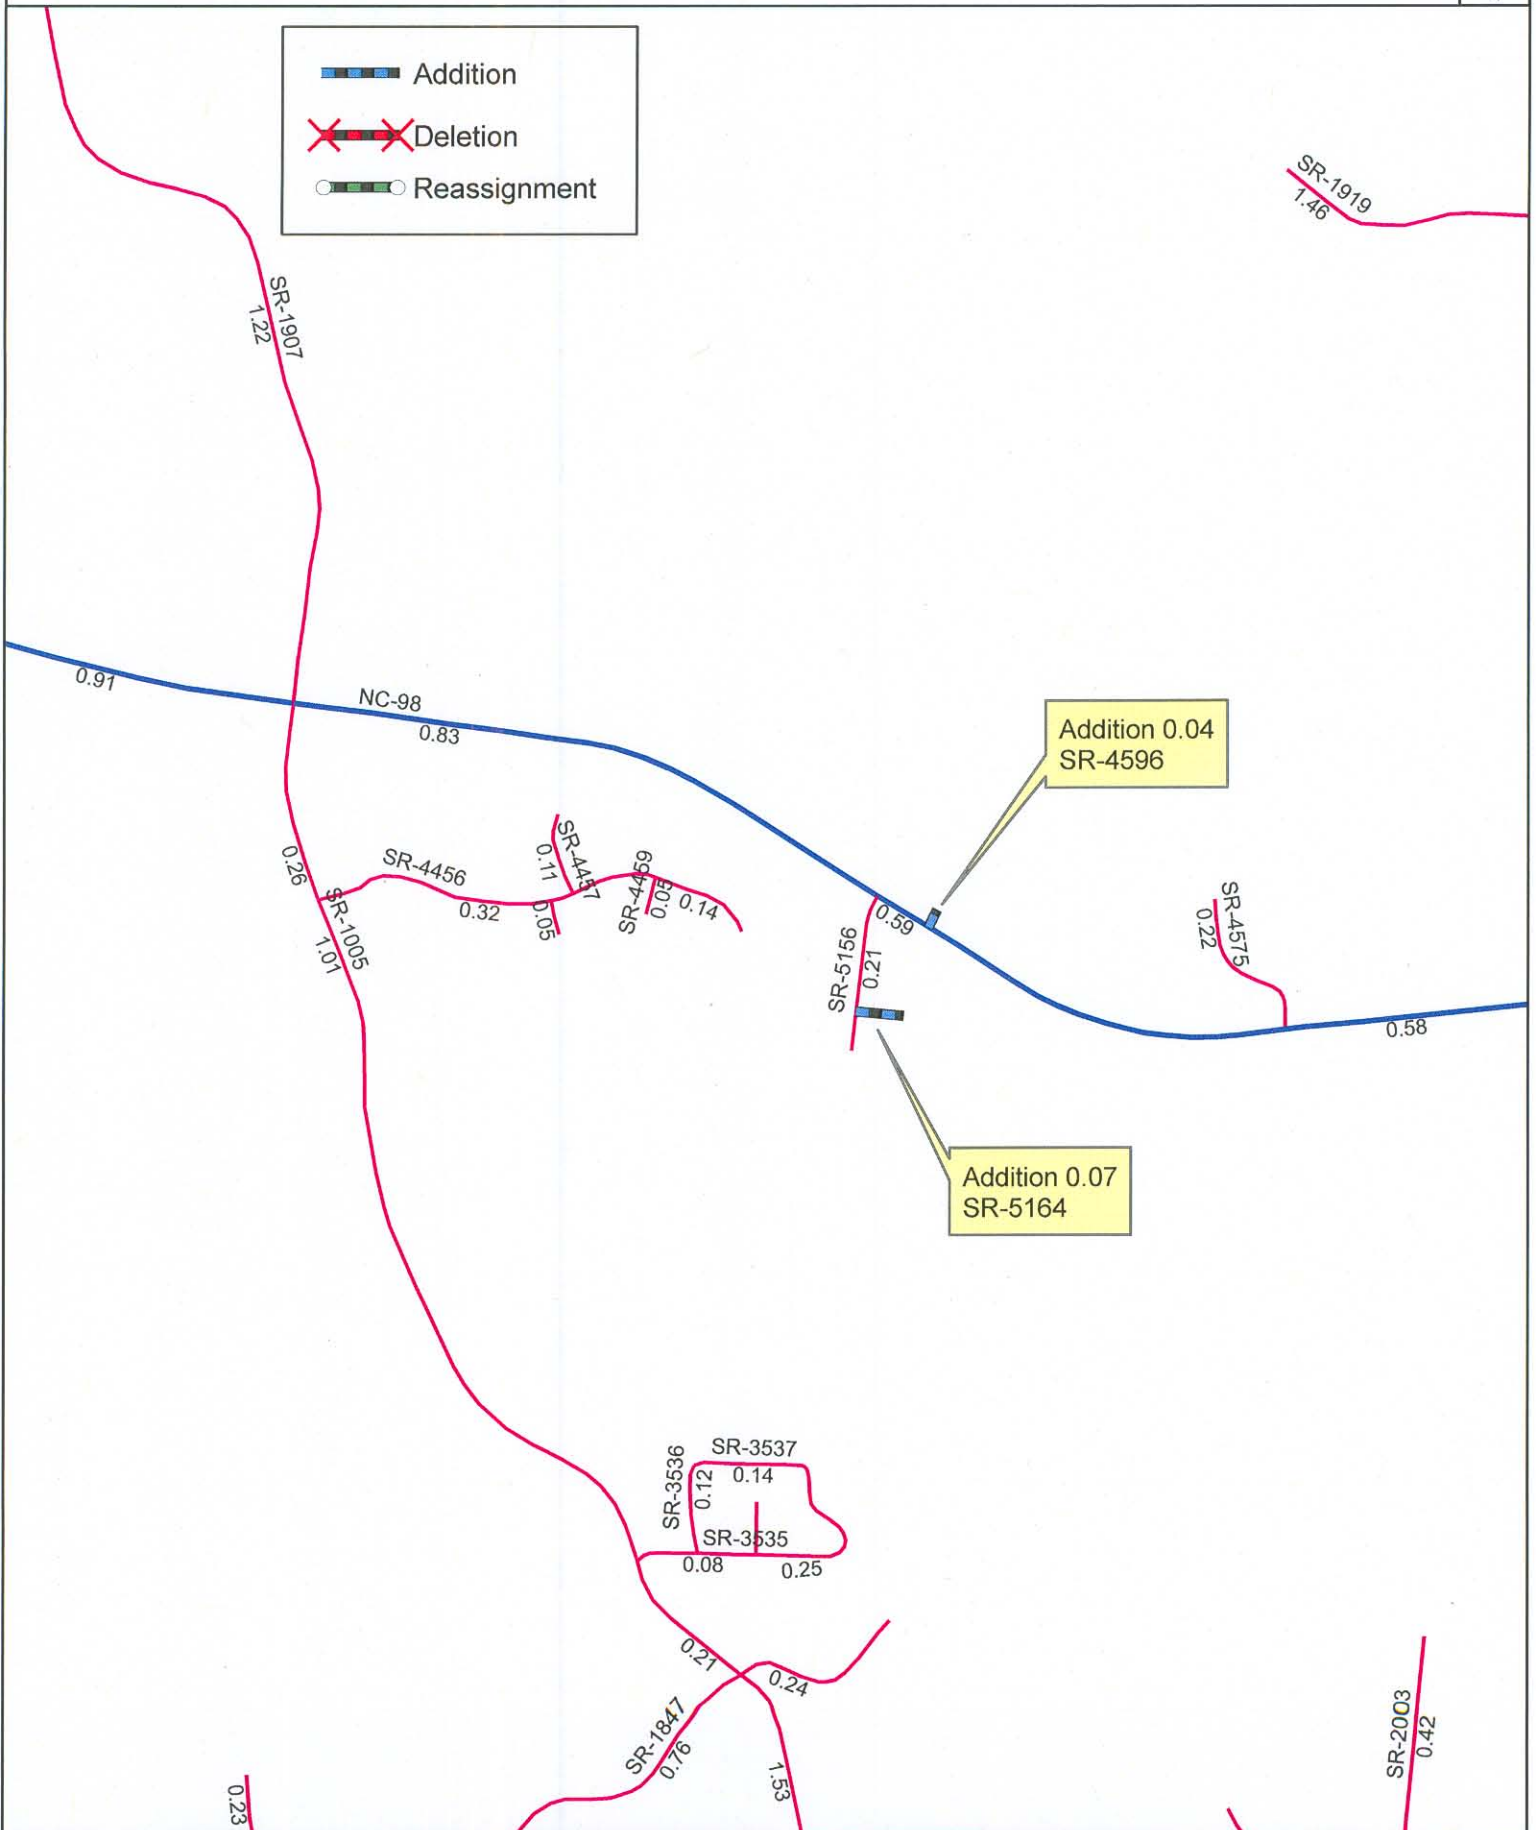 Addition
Deletion
Reassignment
SR-1919
1.46
SR-1907
1.22
0.91
NC-98
0.83
Addition 0.04
SR-4596
0.26
SR-4456
0.32
SR-4457
0.11
0.05
SR-4459
0.05
0.14
SR-1005
1.01
0.59
SR-5156
0.21
SR-4575
0.22
0.58
Addition 0.07
SR-5164
SR-3537
0.14
SR-3536
0.12
SR-3535
0.08
0.25
0.21
0.24
SR-1847
0.76
1.53
SR-2003
0.42
0.23